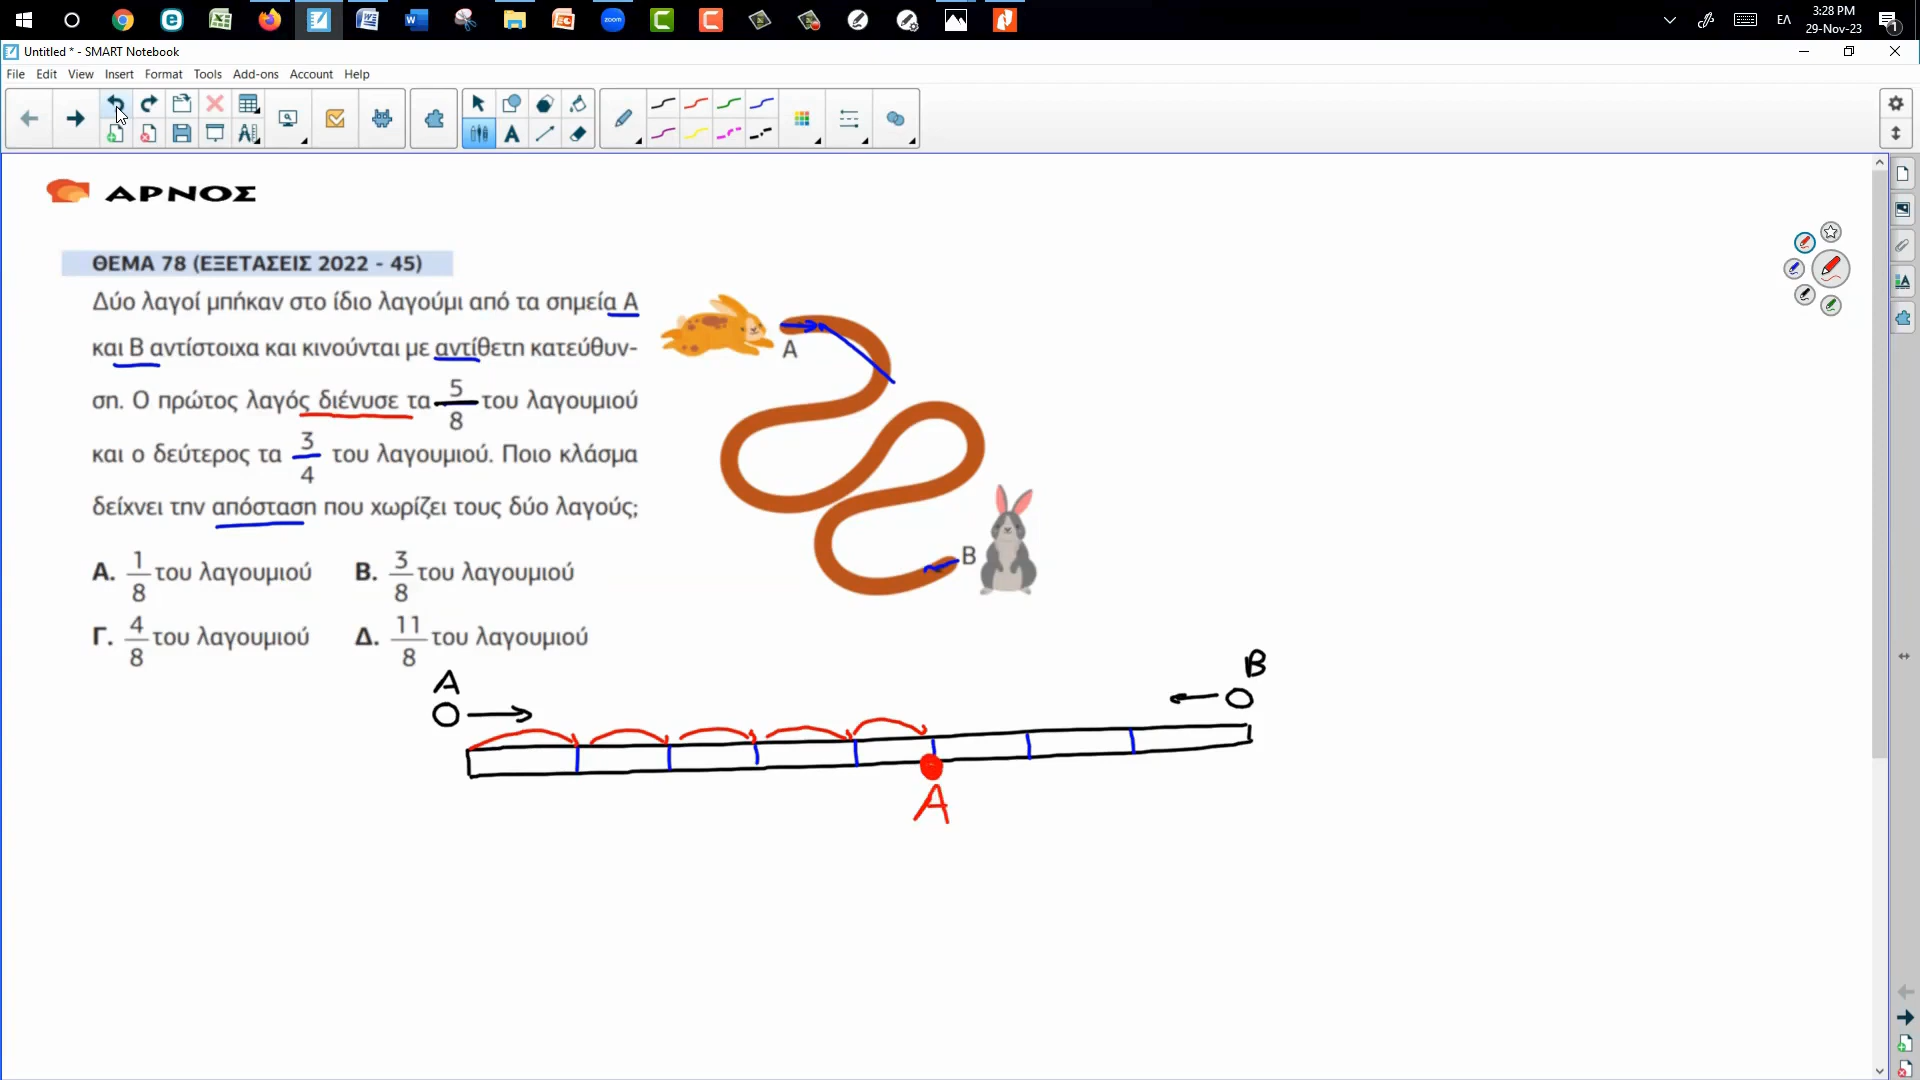 zoom
ΕΛ
3:28 PM
29-Nov-23
1
Untitled * - SMART Notebook
File Edit View Insert Format Tools Add-ons Account Help
ΑΡΝΟΣ
ΘΕΜΑ 78 (ΕΞΕΤΑΣΕΙΣ 2022 - 45)
Δύο λαγοί μπήκαν στο ίδιο λαγούμι από τα σημεία Α
και Β αντίστοιχα και κινούνται με αντίθετη κατεύθυν-
ση. Ο πρώτος λαγός διένυσε τα 5/8 του λαγουμιού
και ο δεύτερος τα 3/4 του λαγουμιού. Ποιο κλάσμα
δείχνει την απόσταση που χωρίζει τους δύο λαγούς;
Α. 1/8 του λαγουμιού Β. 3/8 του λαγουμιού
Γ. 4/8 του λαγουμιού Δ. 11/8 του λαγουμιού
Α
Β
Α
Β
Α